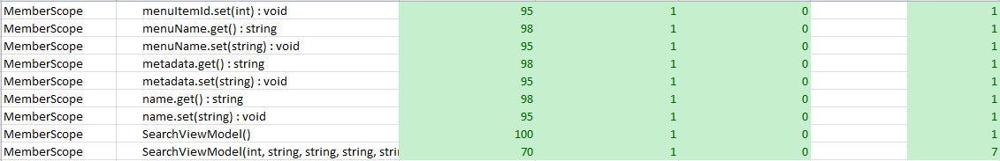 MemberScope menuItemId.set(int) : void 95 1 0 1
MemberScope menuName.get() : string 98 1 0 1
MemberScope menuName.set(string) : void 95 1 0 1
MemberScope metadata.get() : string 98 1 0 1
MemberScope metadata.set(string) : void 95 1 0 1
MemberScope name.get() : string 98 1 0 1
MemberScope name.set(string) : void 95 1 0 1
MemberScope SearchViewModel() 100 1 0 1
MemberScope SearchViewModel(int, string, string, string, stri 70 1 0 7